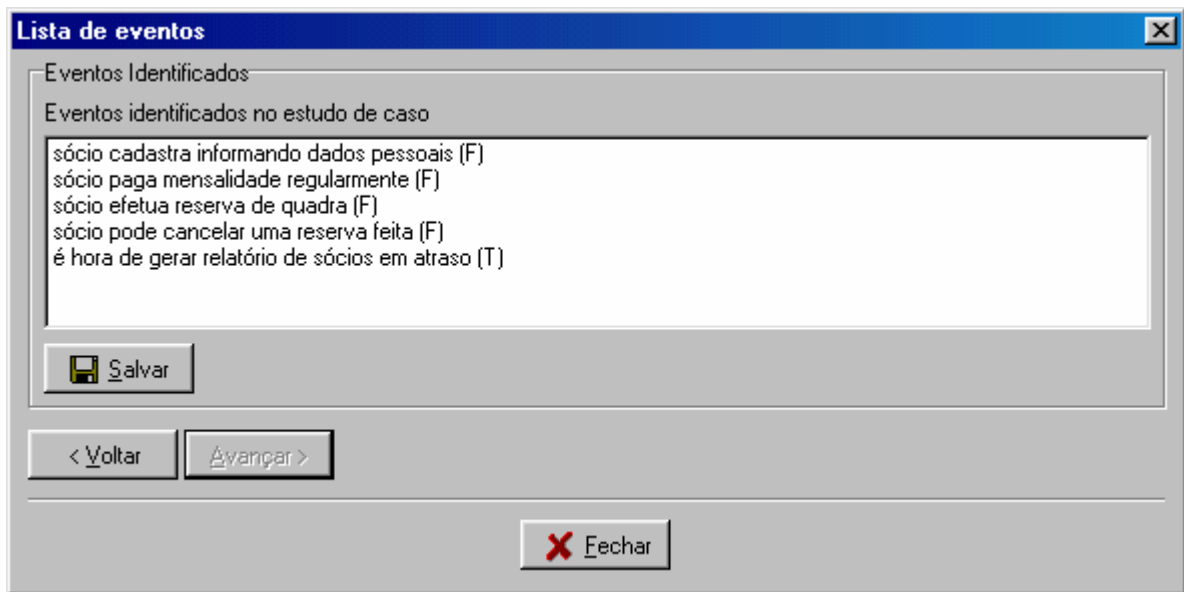 Lista de eventos
Eventos Identificados
Eventos identificados no estudo de caso
sócio cadastra informando dados pessoais (F)
sócio paga mensalidade regularmente (F)
sócio efetua reserva de quadra (F)
sócio pode cancelar uma reserva feita (F)
é hora de gerar relatório de sócios em atraso (T)
Salvar
< Voltar
Avançar >
Fechar